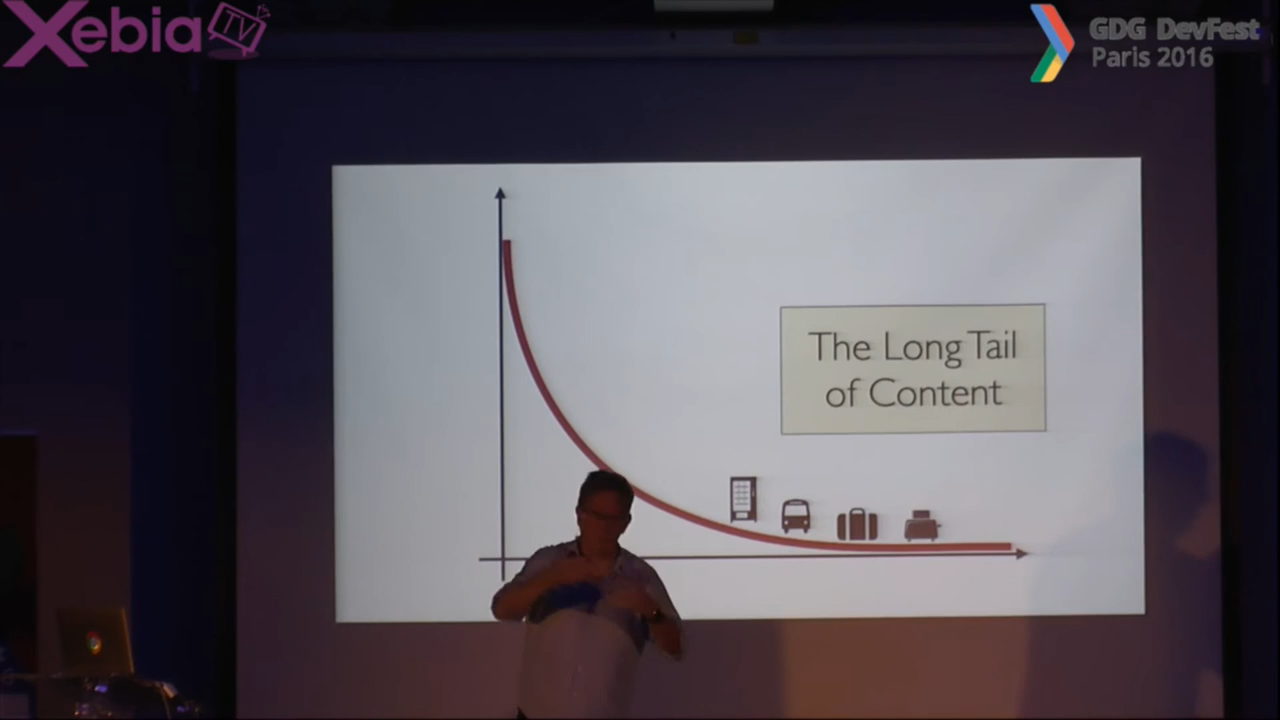 Xebia TV
GDG DevFest
Paris 2016
The Long Tail
of Content